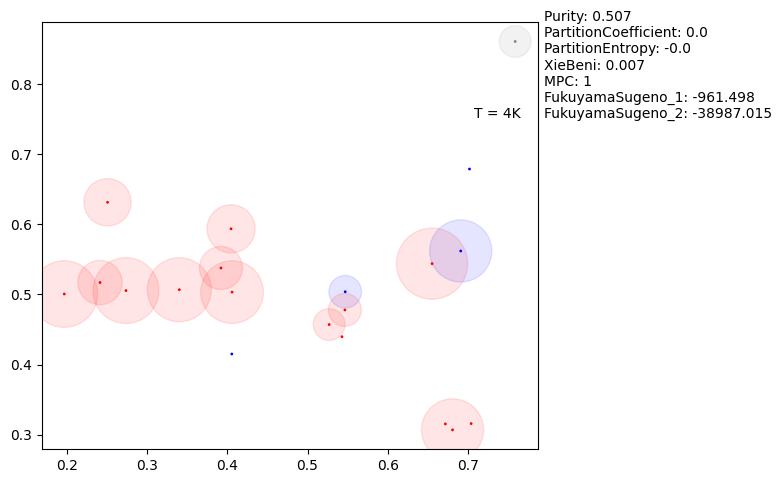 Purity: 0.507
PartitionCoefficient: 0.0
PartitionEntropy: -0.0
XieBeni: 0.007
MPC: 1
FukuyamaSugeno_1: -961.498
FukuyamaSugeno_2: -38987.015
T = 4K
0.8
0.7
0.6
0.5
0.4
0.3
0.2 0.3 0.4 0.5 0.6 0.7